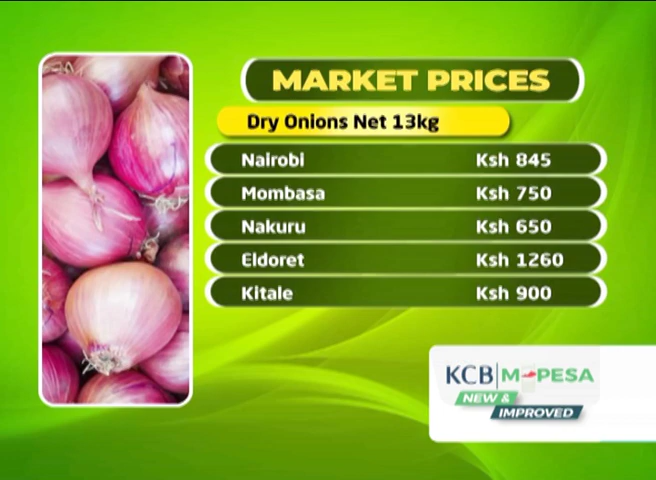 MARKET PRICES
Dry Onions Net 13kg
Nairobi Ksh 845
Mombasa Ksh 750
Nakuru Ksh 650
Eldoret Ksh 1260
Kitale Ksh 900
KCB M-PESA
NEW &
IMPROVED